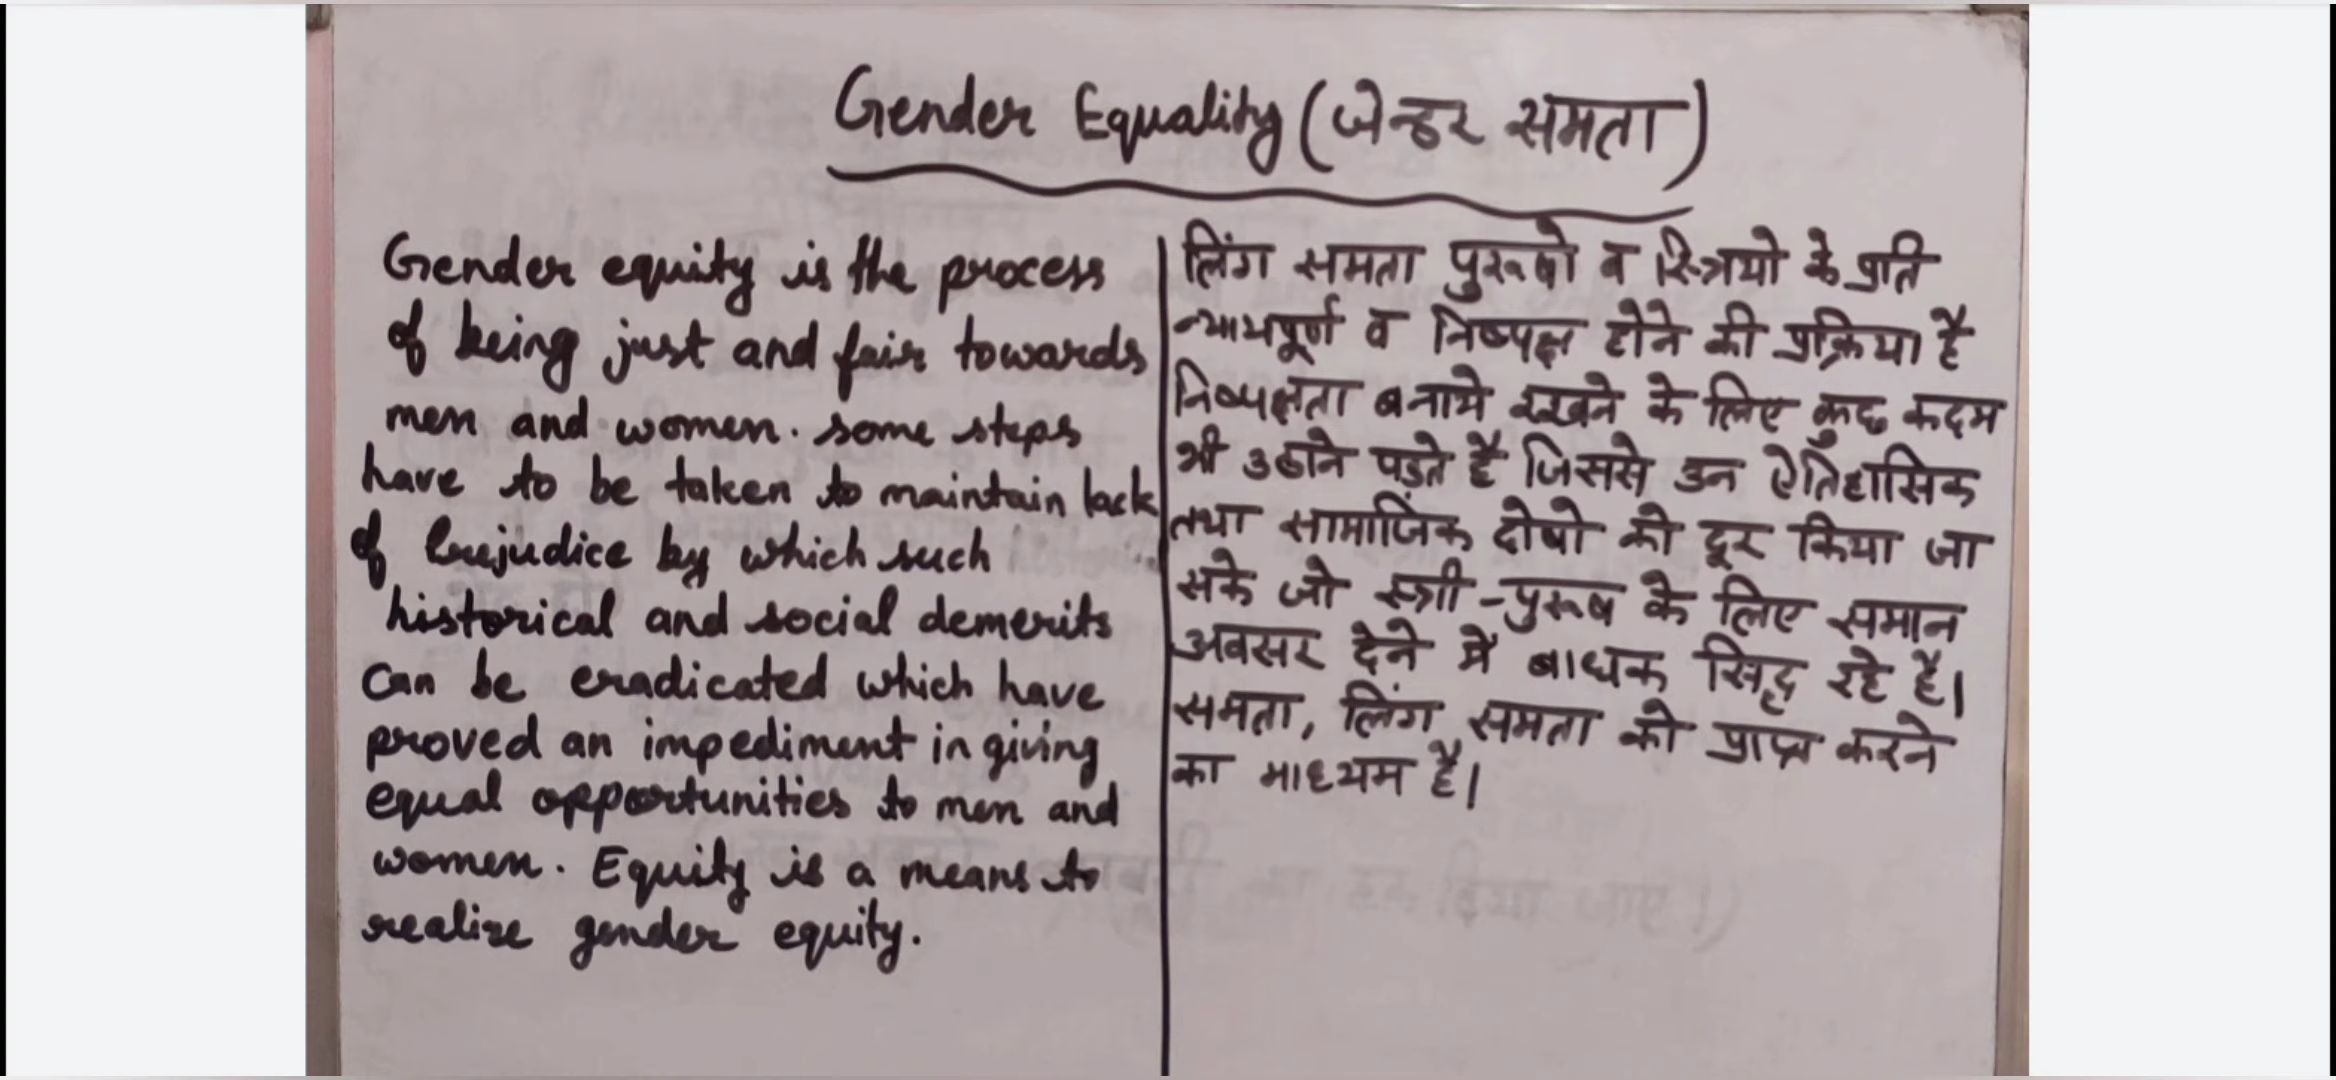 Gender Equality (जेन्डर समता)
Gender equity is the process
of being just and fair towards
men and women. some steps
have to be taken to maintain lack
of prejudice by which such
historical and social demerits
can be eradicated which have
proved an impediment in giving
equal opportunities to men and
women. Equity is a means to
realize gender equity.
लिंग समता पुरूषो व स्त्रियो के प्रति
न्यायपूर्ण व निष्पक्ष होने की प्रक्रिया है
निष्पक्षता बनाये रखने के लिए कुछ कदम
भी उठाने पड़ते है जिससे उन ऐतिहासिक
तथा सामाजिक दोषो को दूर किया जा
सके जो स्त्री-पुरूष के लिए समान
अवसर देने मे बाधक सिद्ध रहे है।
समता, लिंग समता को प्राप्त करने
का माध्यम है।